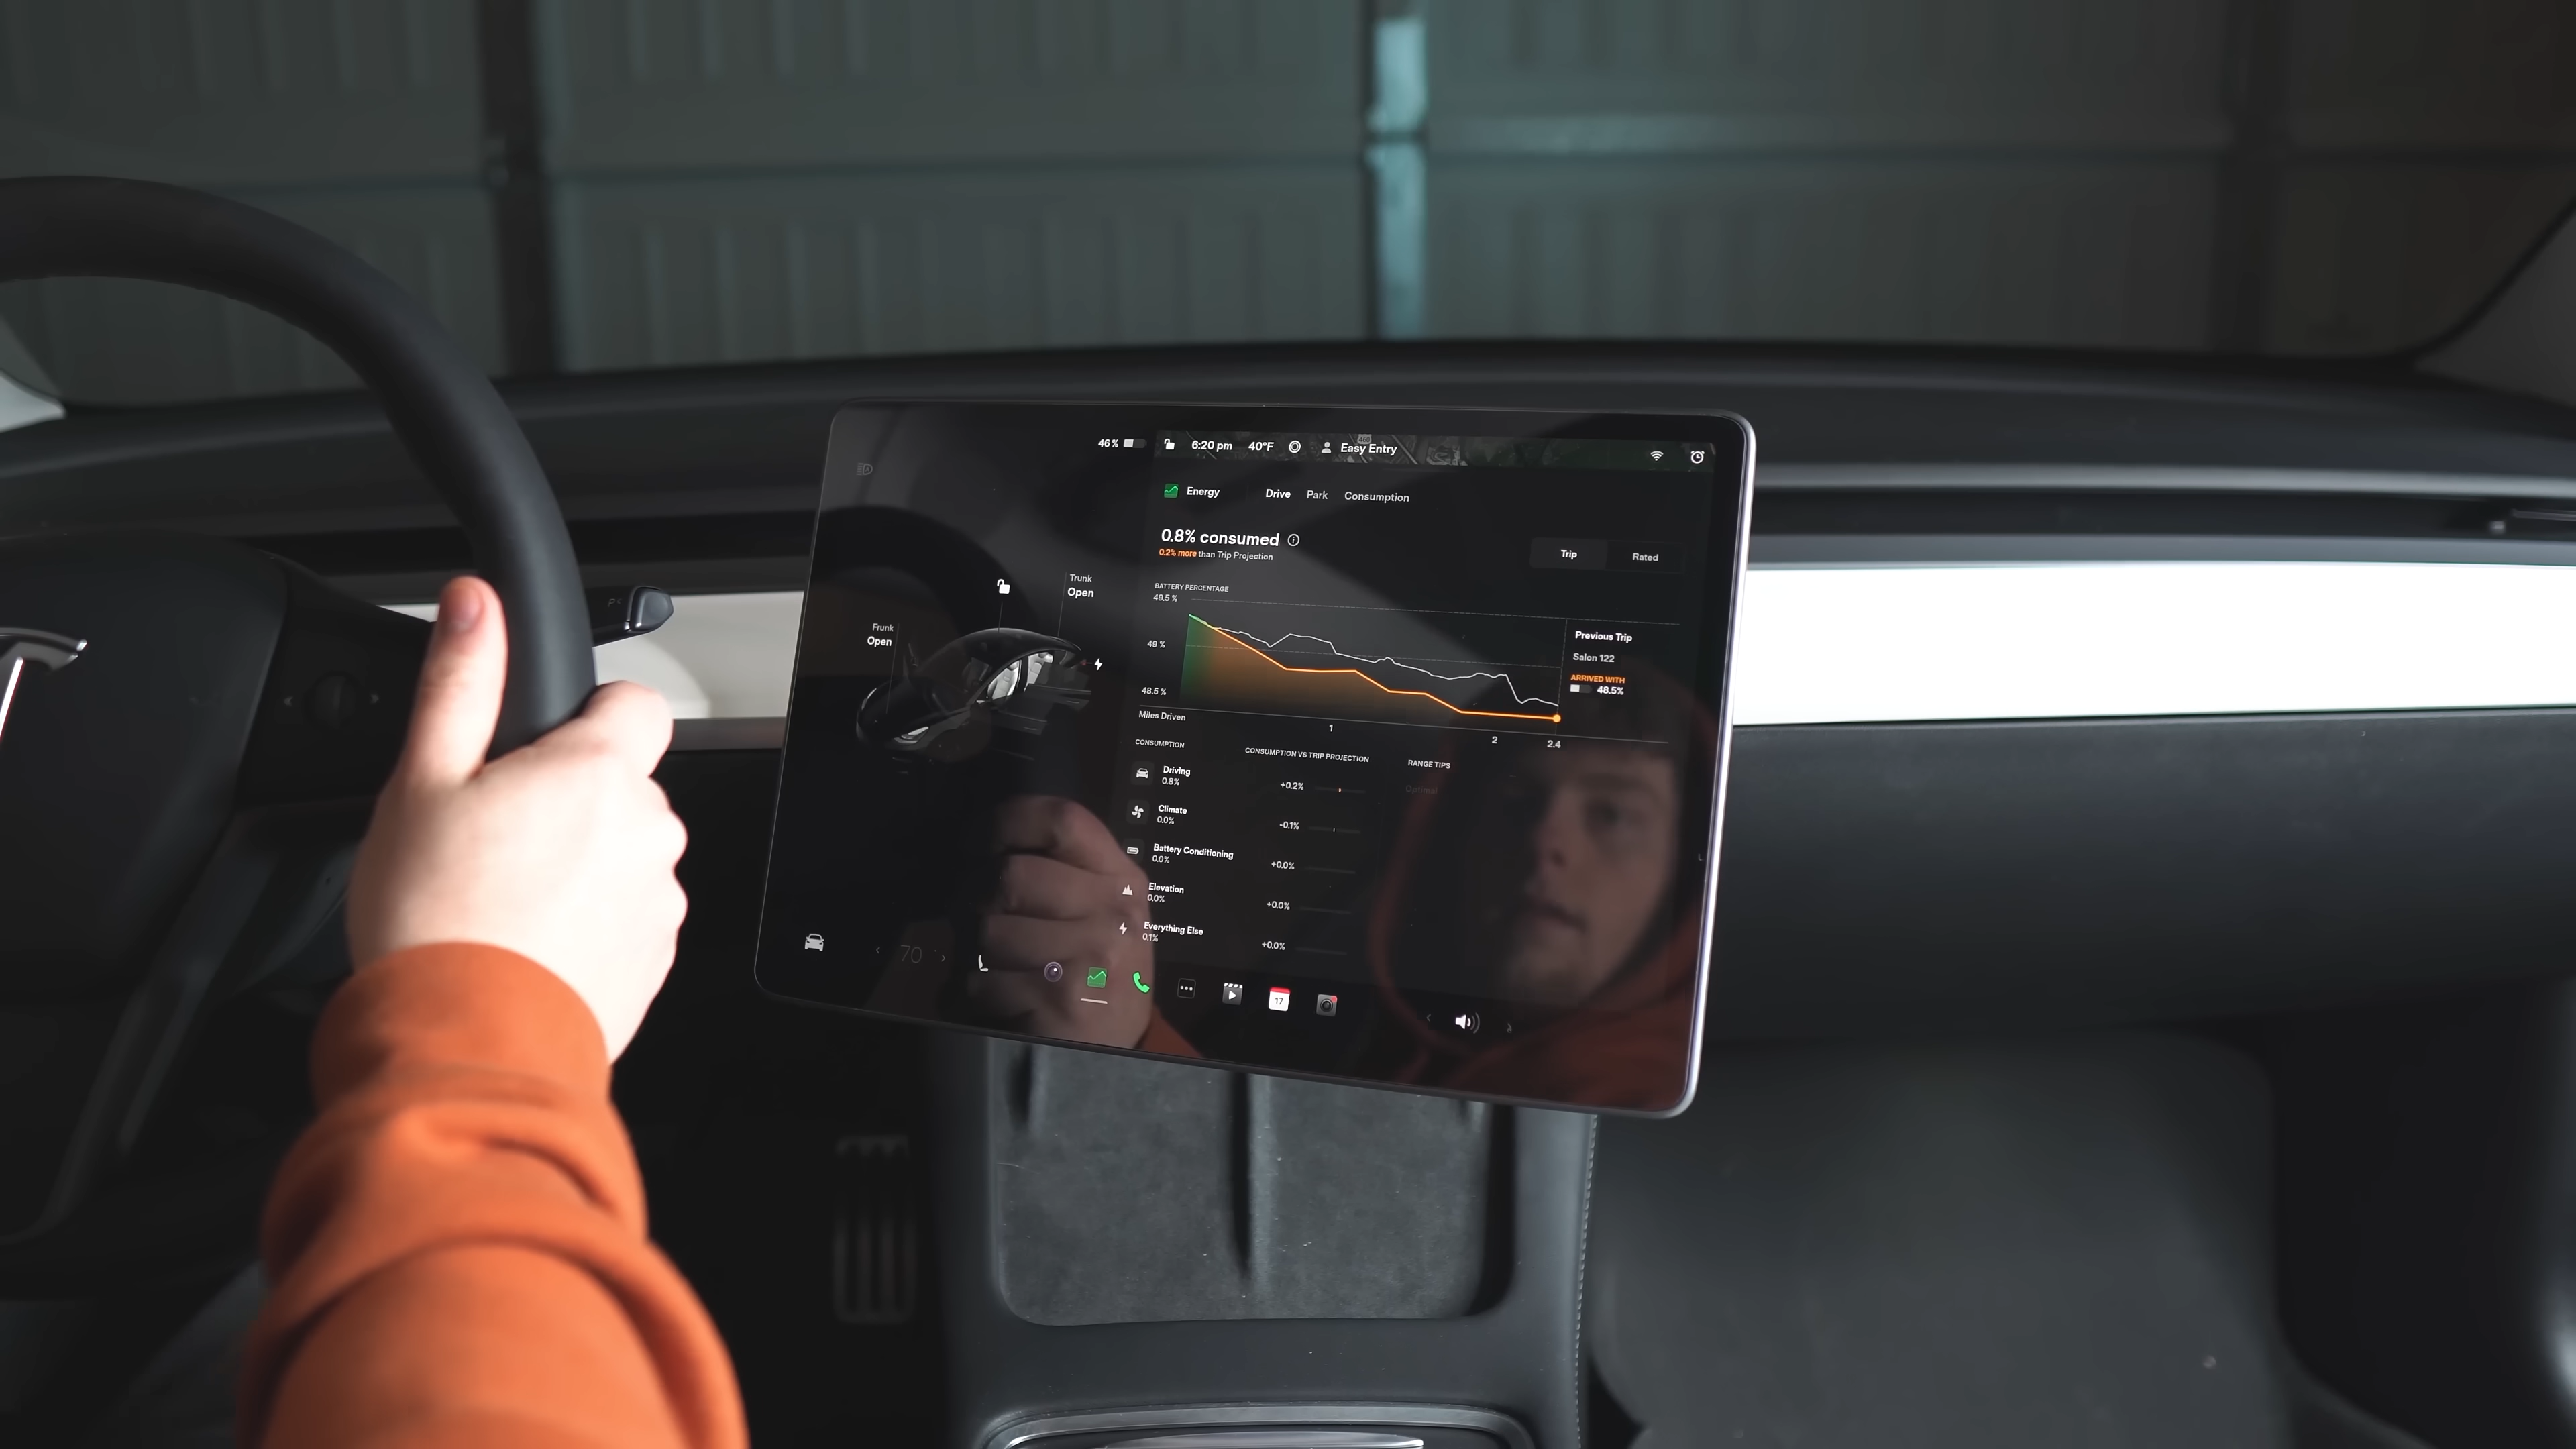 46 %
6:20 pm 40°F Easy Entry
Energy Drive Park Consumption
0.8% consumed
0.2% more than Trip Projection
Trip Rated
Trunk
Open
Frunk
Open
BATTERY PERCENTAGE
49.5 %
49 %
48.5 %
Miles Driven
1 2 2.4
Previous Trip
Salon 122
ARRIVED WITH
48.5%
CONSUMPTION CONSUMPTION VS TRIP PROJECTION RANGE TIPS
Driving
0.8%
+0.2%
Optimal
Climate
0.0%
-0.1%
Battery Conditioning
0.0%
+0.0%
Elevation
0.0%
+0.0%
Everything Else
0.1%
+0.0%
70
17